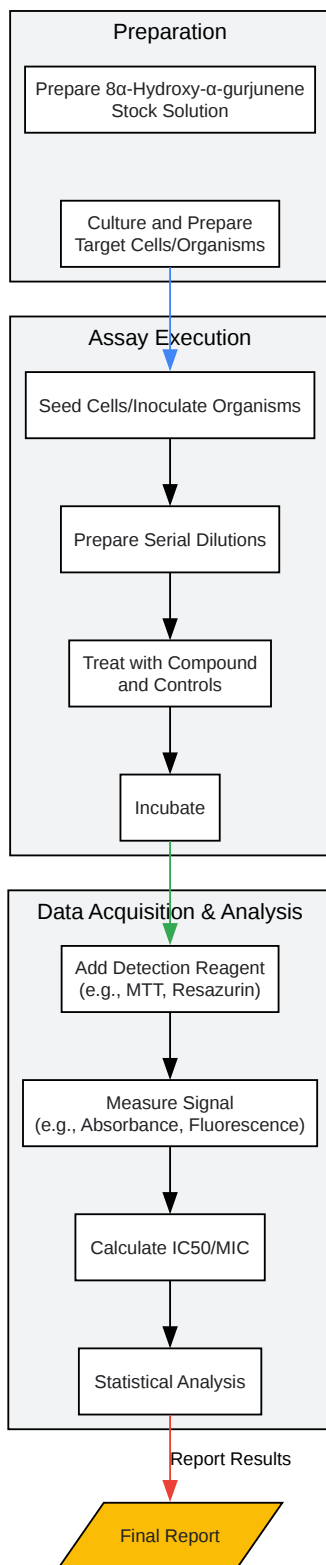 Preparation
Prepare 8α-Hydroxy-α-gurjunene
Stock Solution
Culture and Prepare
Target Cells/Organisms
Assay Execution
Seed Cells/Inoculate Organisms
Prepare Serial Dilutions
Treat with Compound
and Controls
Incubate
Data Acquisition & Analysis
Add Detection Reagent
(e.g., MTT, Resazurin)
Measure Signal
(e.g., Absorbance, Fluorescence)
Calculate IC50/MIC
Statistical Analysis
Report Results
Final Report